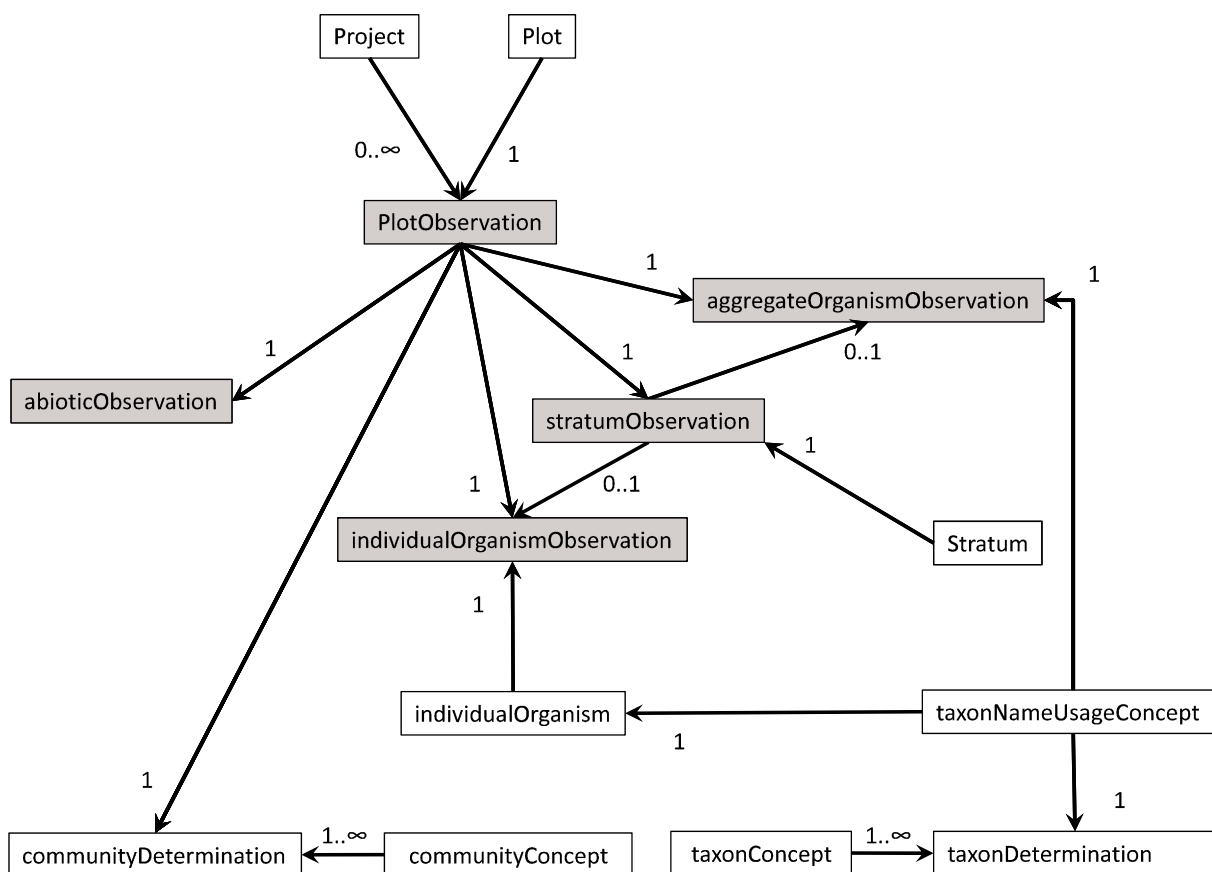 Project
Plot
0..∞
1
PlotObservation
1
1
aggregateOrganismObservation
1
1
0..1
abioticObservation
stratumObservation
1
1
0..1
individualOrganismObservation
Stratum
1
individualOrganism
taxonNameUsageConcept
1
1
1
communityDetermination
1..∞
communityConcept
taxonConcept
1..∞
taxonDetermination